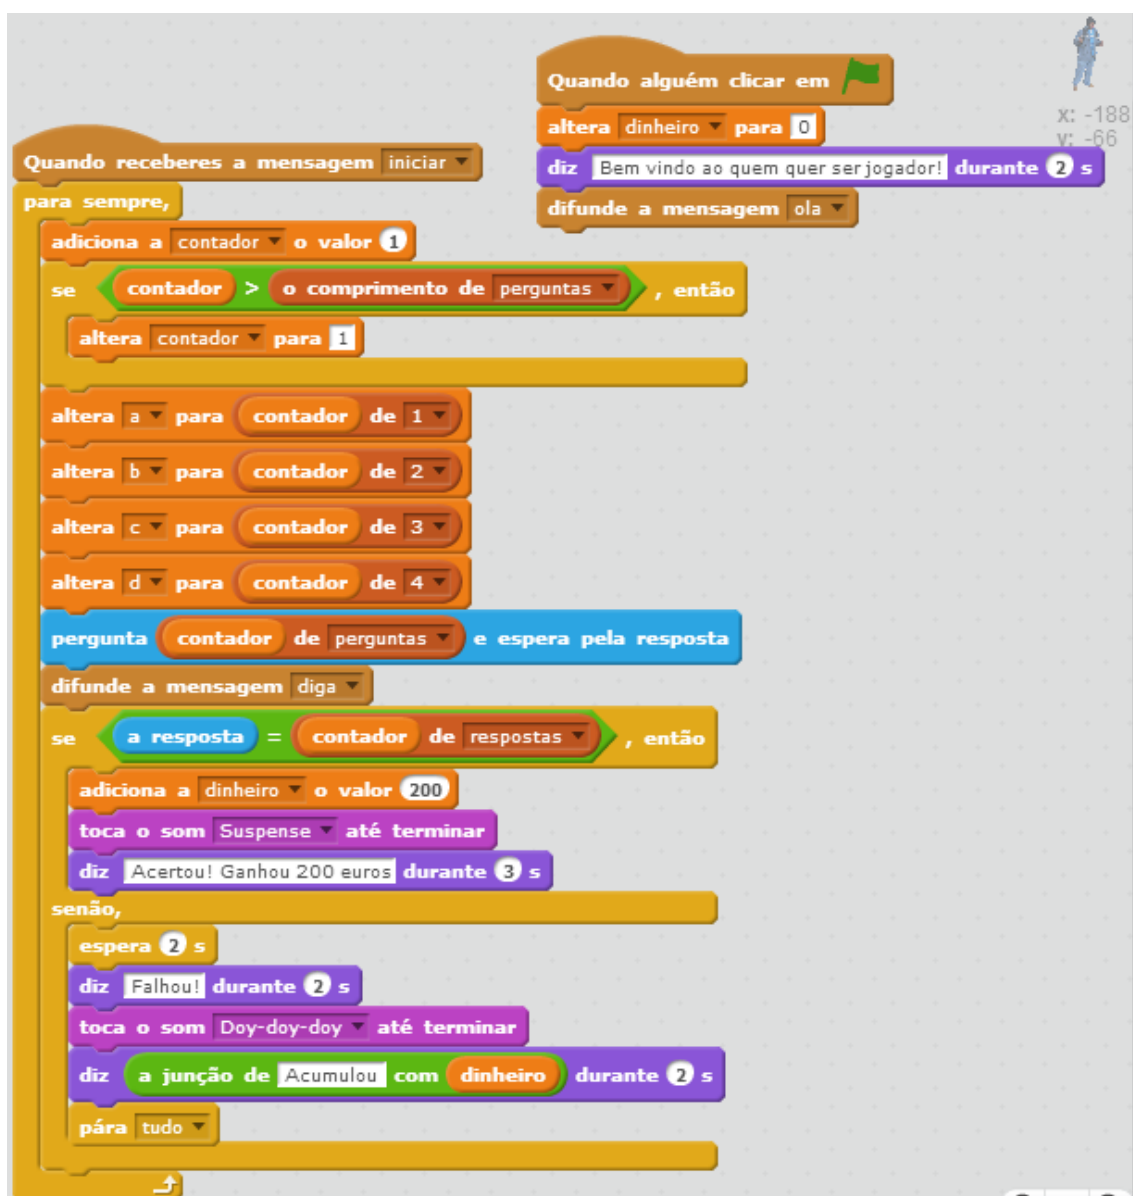 Quando alguém clicar em
altera dinheiro para 0
diz Bem vindo ao quem quer ser jogador! durante 2 s
difunde a mensagem ola
x: -188
y: -66
Quando receberes a mensagem iniciar
para sempre,
adiciona a contador o valor 1
se contador > o comprimento de perguntas , então
altera contador para 1
altera a para contador de 1
altera b para contador de 2
altera c para contador de 3
altera d para contador de 4
pergunta contador de perguntas e espera pela resposta
difunde a mensagem diga
se a resposta = contador de respostas , então
adiciona a dinheiro o valor 200
toca o som Suspense até terminar
diz Acertou! Ganhou 200 euros durante 3 s
senão,
espera 2 s
diz Falhou! durante 2 s
toca o som Doy-doy-doy até terminar
diz a junção de Acumulou com dinheiro durante 2 s
pára tudo